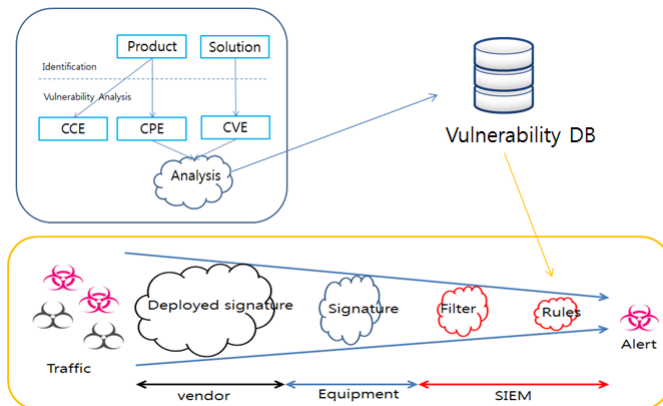 Product
Solution
Identification
Vulnerability Analysis
CCE
CPE
CVE
Analysis
Vulnerability DB
Deployed signature
Signature
Filter
Rules
Traffic
Alert
vendor
Equipment
SIEM